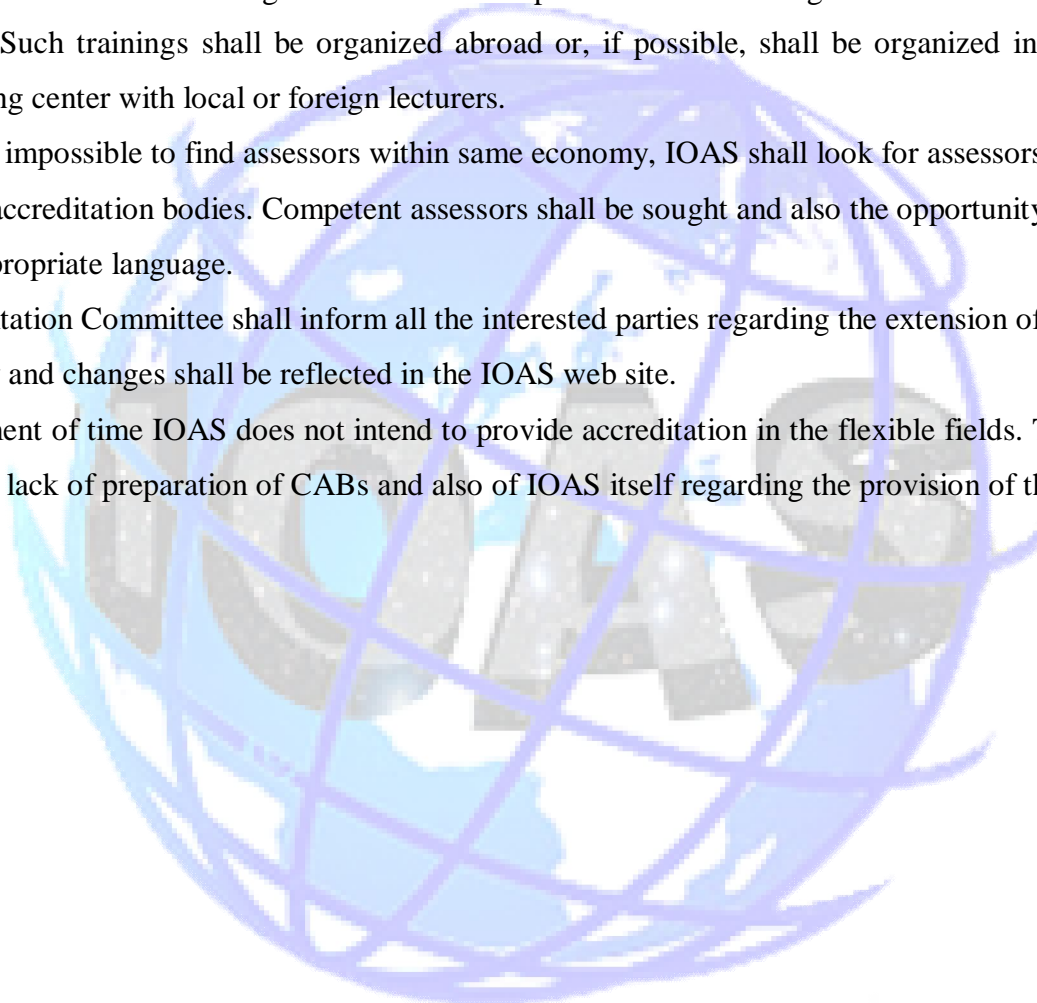 Such trainings shall be organized abroad or, if possible, shall be organized in
ng center with local or foreign lecturers.
impossible to find assessors within same economy, IOAS shall look for assessors
accreditation bodies. Competent assessors shall be sought and also the opportunity
propriate language.
tation Committee shall inform all the interested parties regarding the extension of
and changes shall be reflected in the IOAS web site.
ment of time IOAS does not intend to provide accreditation in the flexible fields.
lack of preparation of CABs and also of IOAS itself regarding the provision of
IOAS